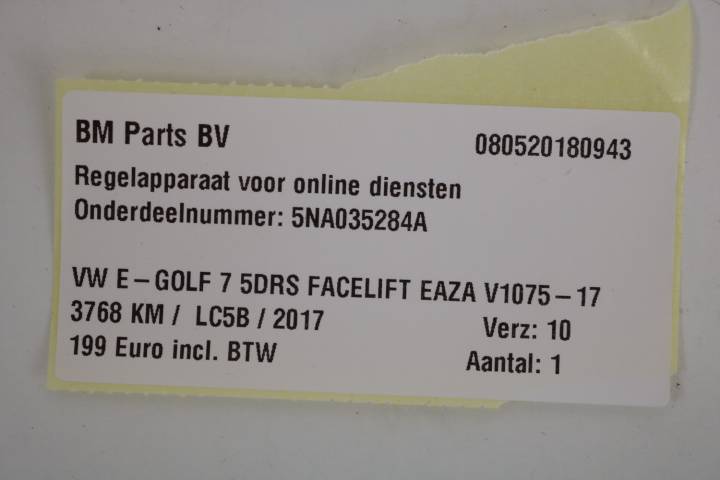 BM Parts BV 080520180943
Regelapparaat voor online diensten
Onderdeelnummer: 5NA035284A
VW E-GOLF 7 5DRS FACELIFT EAZA V1075-17
3768 KM / LC5B / 2017 Verz: 10
199 Euro incl. BTW Aantal: 1